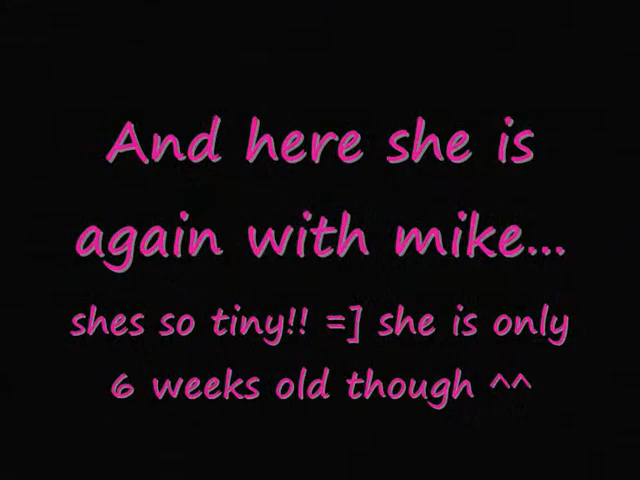 And here she is
again with mike...
shes so tiny!! =] she is only
6 weeks old though ^^